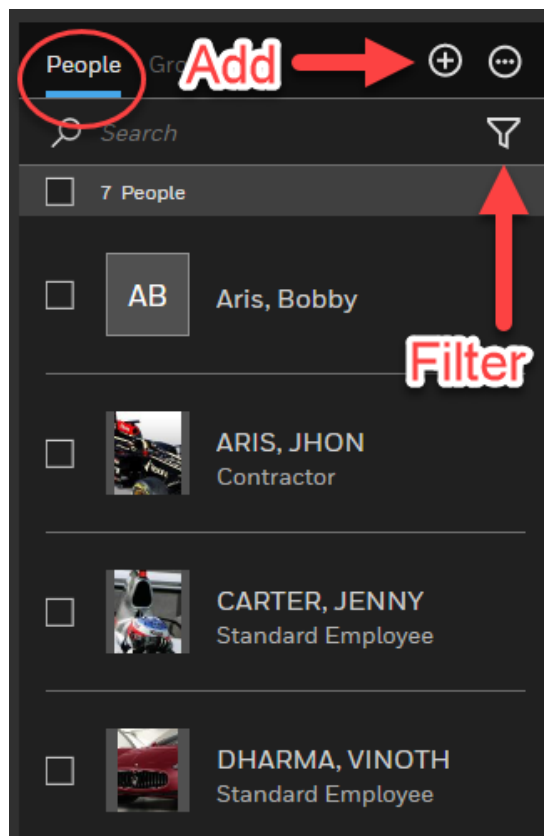 People Gro
Add
Search
7 People
AB
Aris, Bobby
Filter
ARIS, JHON
Contractor
CARTER, JENNY
Standard Employee
DHARMA, VINOTH
Standard Employee